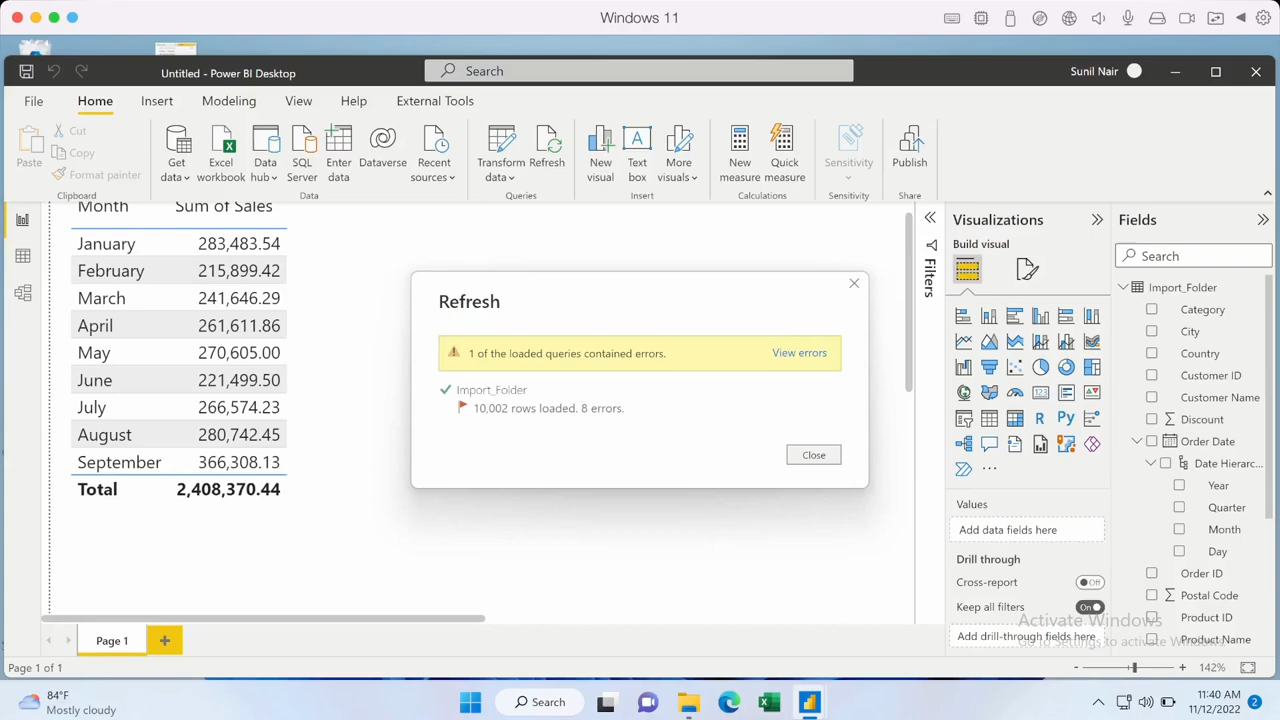 Windows 11
Untitled - Power BI Desktop
Search
Sunil Nair
File Home Insert Modeling View Help External Tools
Paste
Cut
Copy
Format painter
Clipboard
Get data
Excel workbook
Data hub
SQL Server
Enter data
Dataverse
Recent sources
Data
Transform data
Refresh
Queries
New visual
Text box
More visuals
Insert
New measure
Quick measure
Calculations
Sensitivity
Sensitivity
Publish
Share
Month Sum of Sales
January 283,483.54
February 215,899.42
March 241,646.29
April 261,611.86
May 270,605.00
June 221,499.50
July 266,574.23
August 280,742.45
September 366,308.13
Total 2,408,370.44
Refresh
1 of the loaded queries contained errors. View errors
Import_Folder
10,002 rows loaded. 8 errors.
Close
Filters
Visualizations
Build visual
R
Py
123
Values
Add data fields here
Drill through
Cross-report Off
Keep all filters On
Add drill-through fields here
Fields
Search
Import_Folder
Category
City
Country
Customer ID
Customer Name
Discount
Order Date
Date Hierarc...
Year
Quarter
Month
Day
Order ID
Postal Code
Product ID
Product Name
Activate Windows
Go to Settings to activate Windows.
Page 1
Page 1 of 1
142%
84°F
Mostly cloudy
Search
11:40 AM
11/12/2022
2